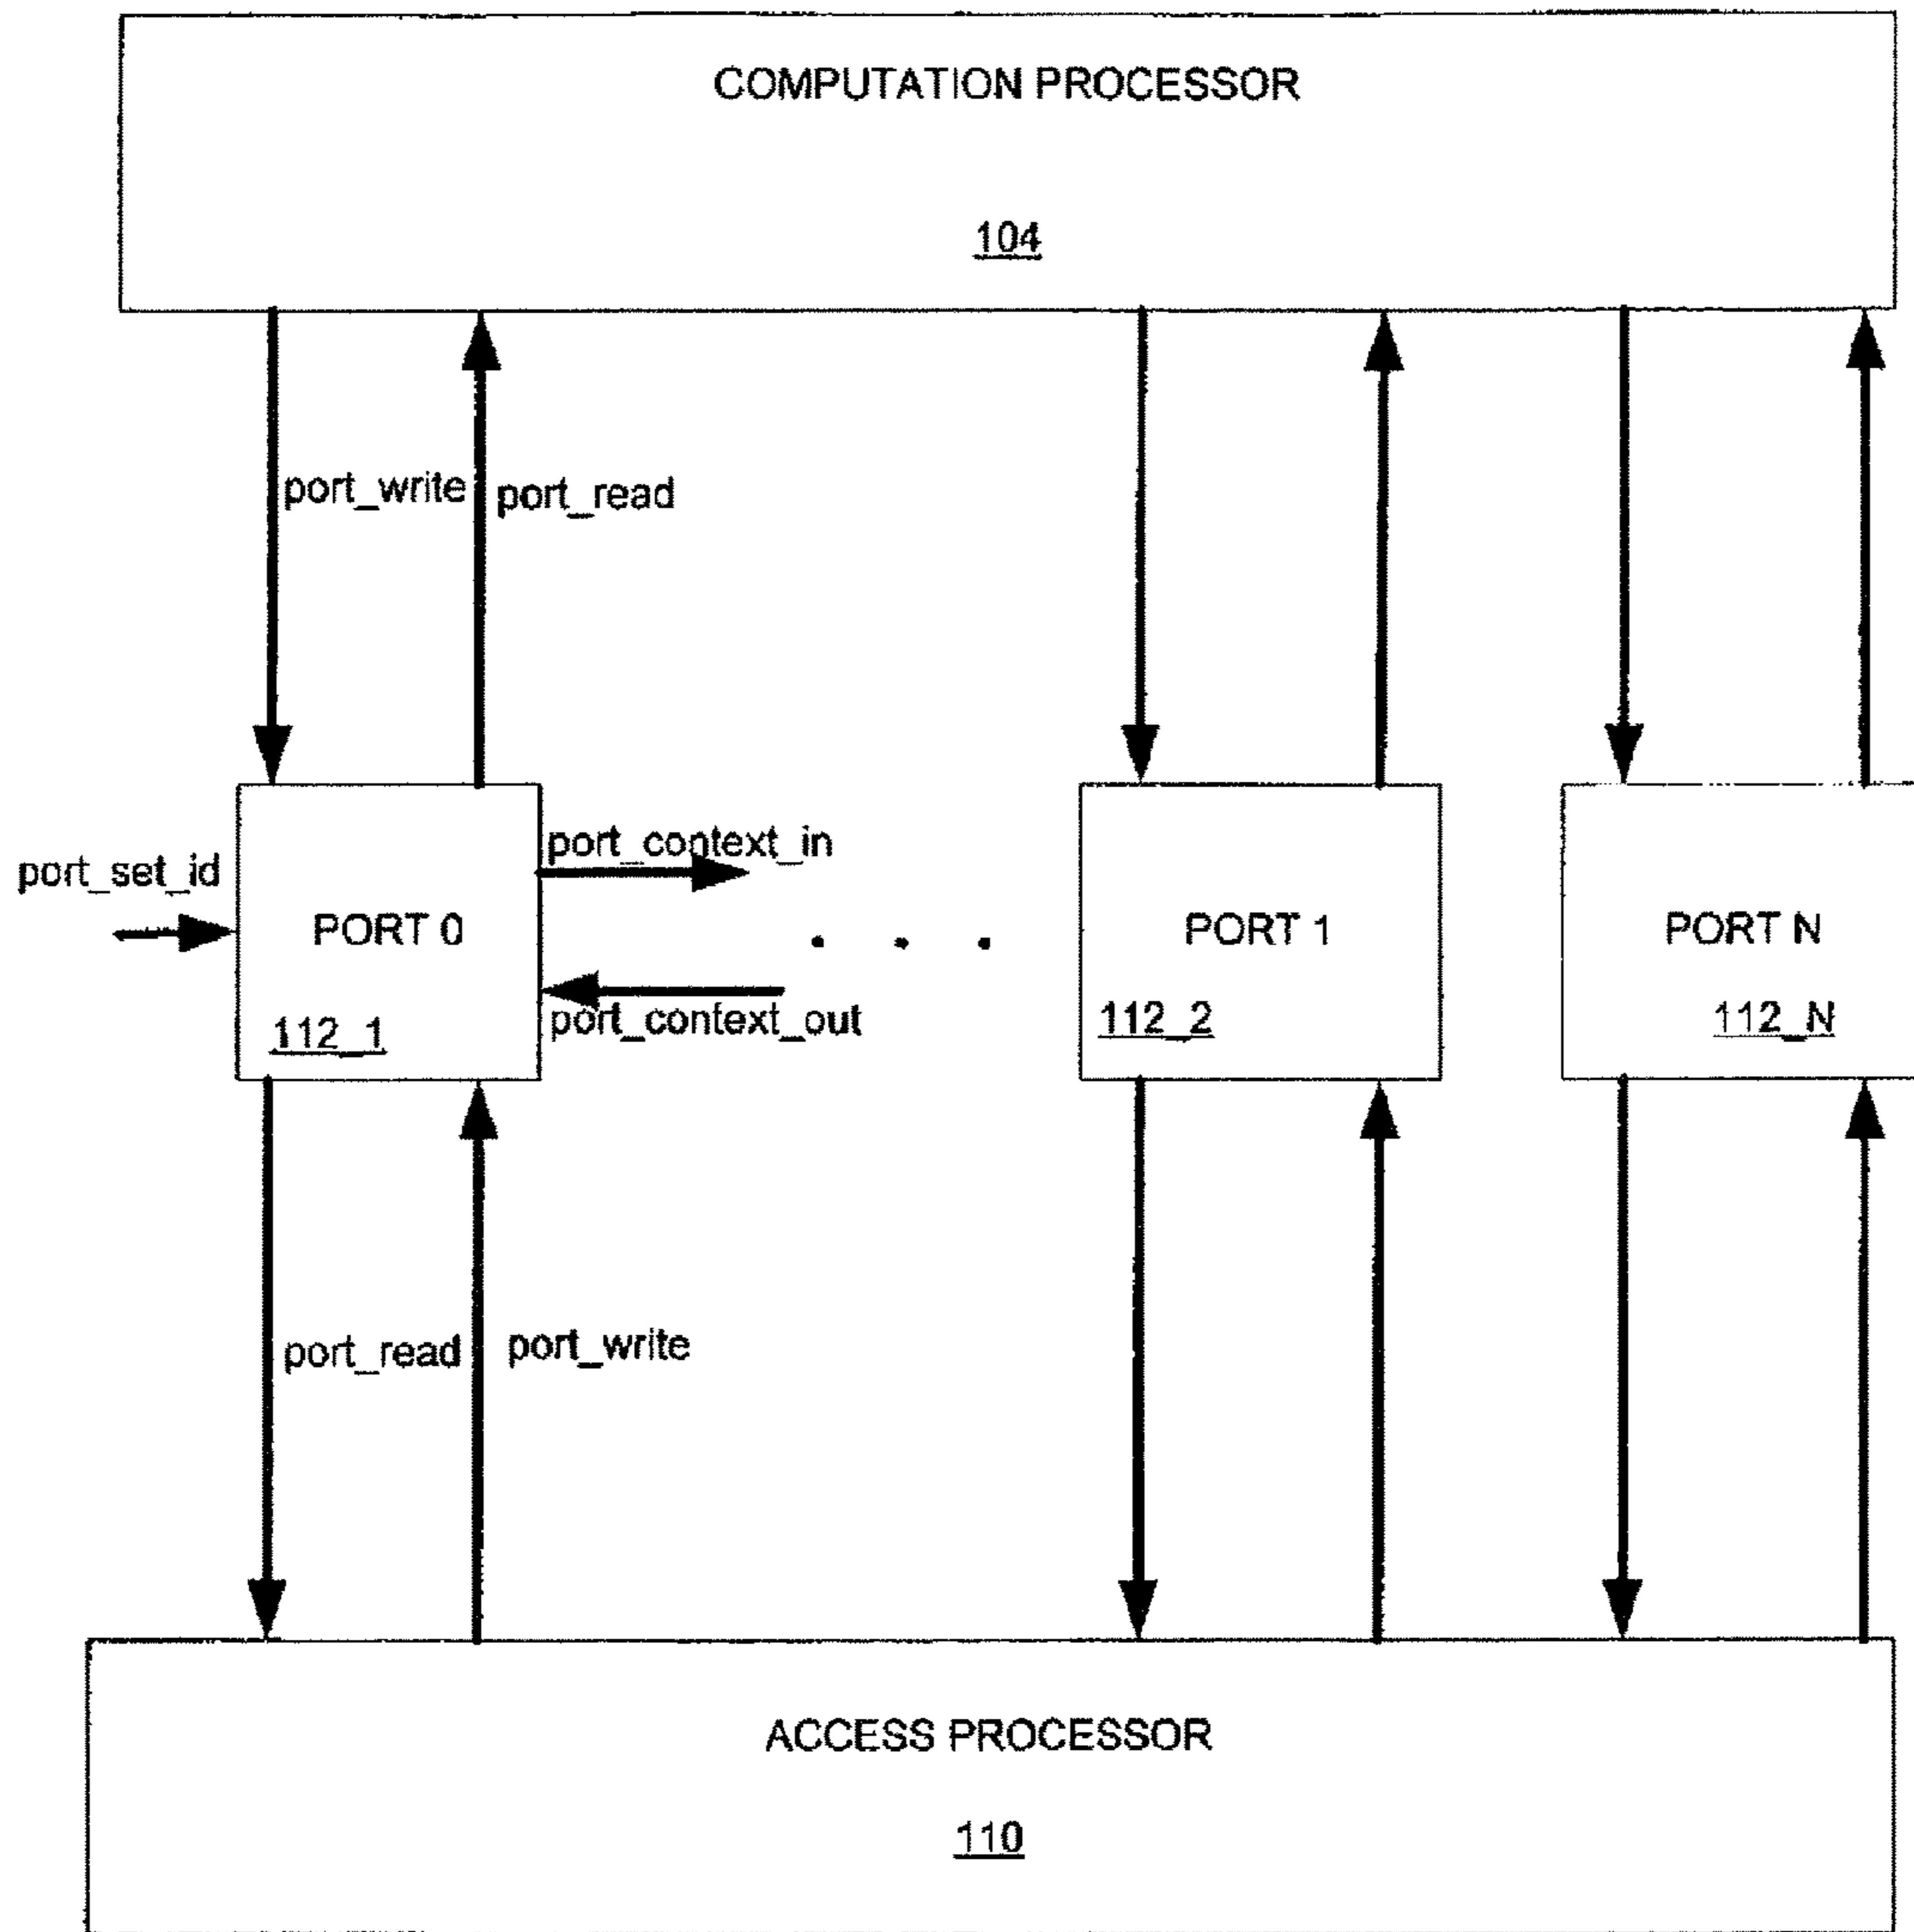 COMPUTATION PROCESSOR
104
port_write
port_read
port_set_id
port_context_in
PORT 0
PORT 1
PORT N
. . .
port_context_out
112_1
112_2
112_N
port_read
port_write
ACCESS PROCESSOR
110